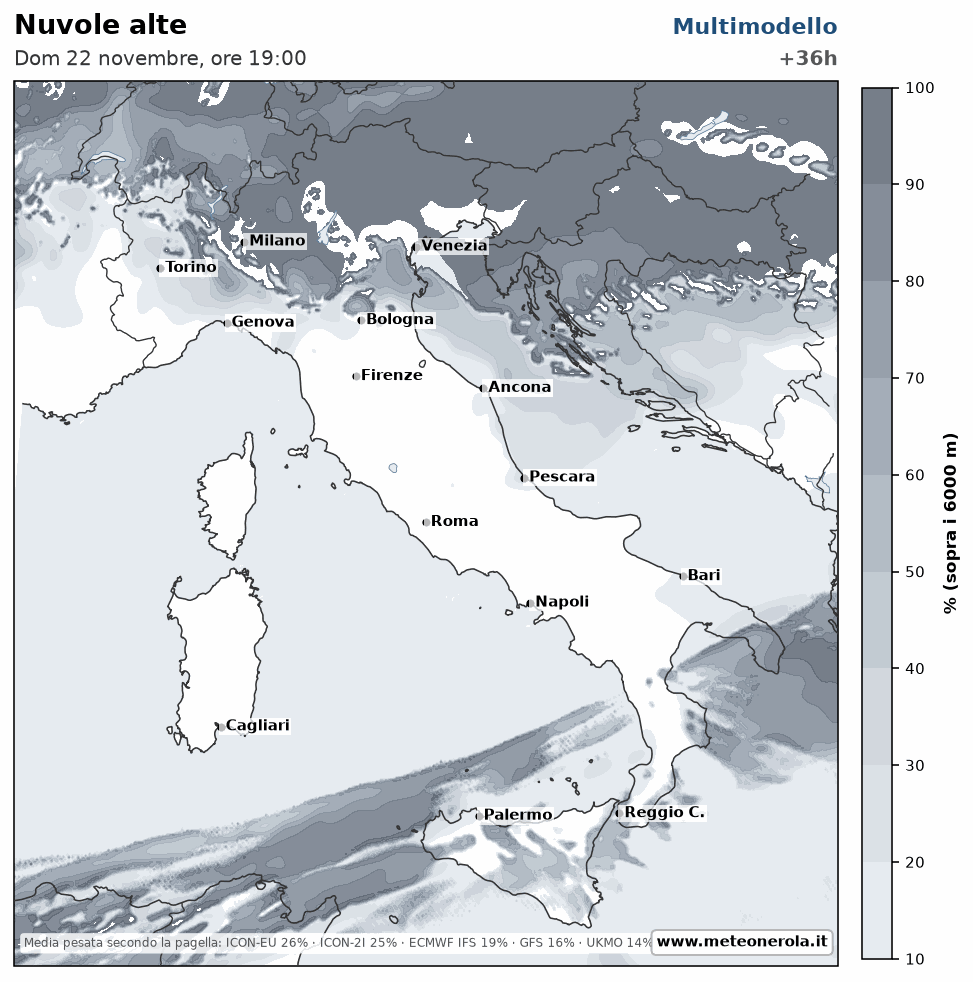 Nuvole alte
Multimodello
Dom 22 novembre, ore 19:00
+36h
Milano
Venezia
Torino
Genova
Bologna
Firenze
Ancona
Pescara
Roma
Bari
Napoli
Cagliari
Palermo
Reggio C.
100
90
80
70
60
50
40
30
20
10
% (sopra i 6000 m)
Media pesata secondo la pagella: ICON-EU 26% · ICON-2I 25% · ECMWF IFS 19% · GFS 16% · UKMO 14%
www.meteonerola.it